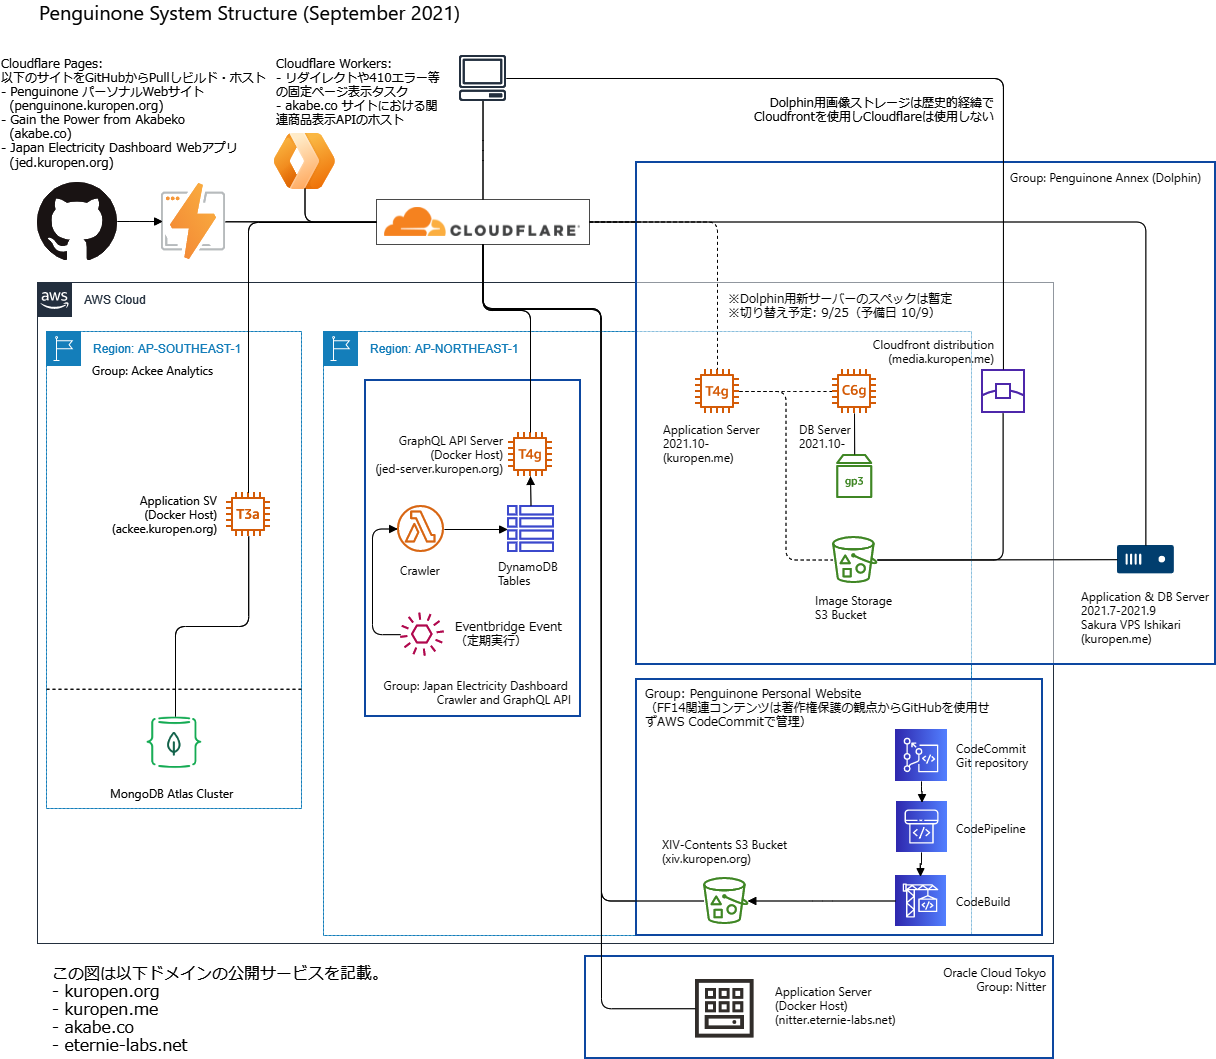 Penguinone System Structure (September 2021)
Cloudflare Pages:
以下のサイトをGitHubからPullしビルド・ホスト
- Penguinone パーソナルWebサイト
(penguinone.kuropen.org)
- Gain the Power from Akabeko
(akabe.co)
- Japan Electricity Dashboard Webアプリ
(jed.kuropen.org)
Cloudflare Workers:
- リダイレクトや410エラー等
の固定ページ表示タスク
- akabe.co サイトにおける関
連商品表示APIのホスト
Dolphin用画像ストレージは歴史的経緯で
Cloudfrontを使用しCloudflareは使用しない
Group: Penguinone Annex (Dolphin)
CLOUDFLARE
aws
AWS Cloud
※Dolphin用新サーバーのスペックは暫定
※切り替え予定: 9/25（予備日 10/9）
Region: AP-SOUTHEAST-1
Group: Ackee Analytics
Region: AP-NORTHEAST-1
Cloudfront distribution
(media.kuropen.me)
T4g
C6g
Application Server
2021.10-
(kuropen.me)
DB Server
2021.10-
gp3
GraphQL API Server
(Docker Host)
(jed-server.kuropen.org)
T4g
Application SV
(Docker Host)
(ackee.kuropen.org)
T3a
Crawler
DynamoDB
Tables
Image Storage
S3 Bucket
Application & DB Server
2021.7-2021.9
Sakura VPS Ishikari
(kuropen.me)
Eventbridge Event
（定期実行）
Group: Japan Electricity Dashboard
Crawler and GraphQL API
MongoDB Atlas Cluster
Group: Penguinone Personal Website
（FF14関連コンテンツは著作権保護の観点からGitHubを使用せ
ずAWS CodeCommitで管理）
CodeCommit
Git repository
CodePipeline
XIV-Contents S3 Bucket
(xiv.kuropen.org)
CodeBuild
この図は以下ドメインの公開サービスを記載。
- kuropen.org
- kuropen.me
- akabe.co
- eternie-labs.net
Oracle Cloud Tokyo
Group: Nitter
Application Server
(Docker Host)
(nitter.eternie-labs.net)